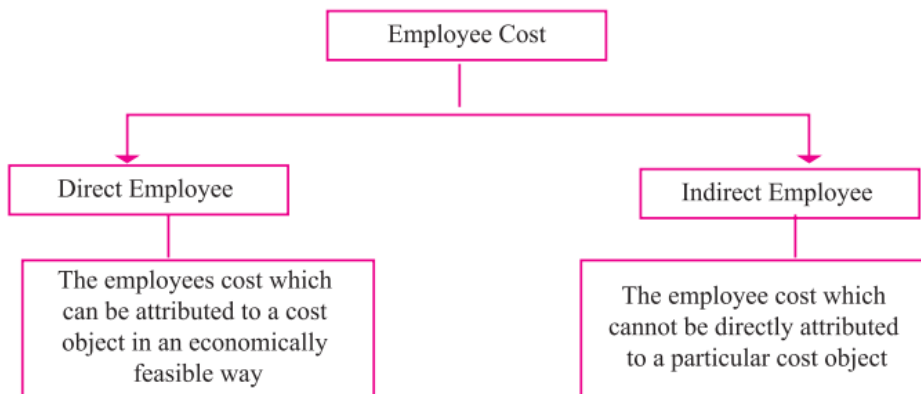 Employee Cost
Direct Employee
Indirect Employee
The employees cost which
can be attributed to a cost
object in an economically
feasible way
The employee cost which
cannot be directly attributed
to a particular cost object